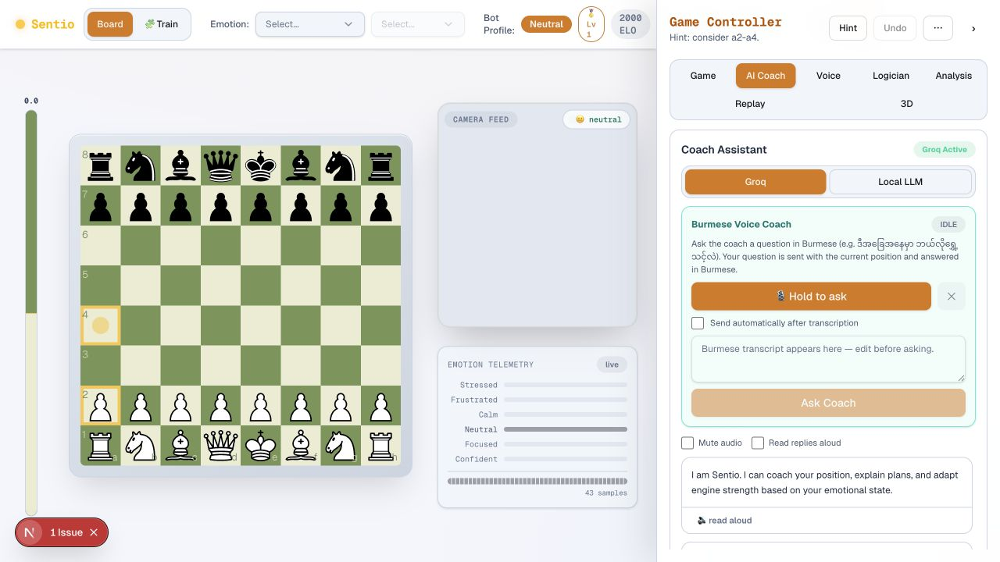 Sentio
Board
Train
Emotion:
Select...
Select...
Bot Profile:
Neutral
Lv 1
2000 ELO
0.0
8
7
6
5
4
3
2
1
a
b
c
d
e
f
g
h
CAMERA FEED
neutral
EMOTION TELEMETRY
live
Stressed
Frustrated
Calm
Neutral
Focused
Confident
43 samples
N
1 Issue
Game Controller
Hint: consider a2-a4.
Hint
Undo
...
Game
AI Coach
Voice
Logician
Analysis
Replay
3D
Coach Assistant
Groq Active
Groq
Local LLM
Burmese Voice Coach
IDLE
Ask the coach a question in Burmese (e.g. ဒီအခြေအနေမှာ ဘယ်လိုရွှေ့
သင့်လဲ). Your question is sent with the current position and answered
in Burmese.
Hold to ask
Send automatically after transcription
Burmese transcript appears here — edit before asking.
Ask Coach
Mute audio
Read replies aloud
I am Sentio. I can coach your position, explain plans, and adapt
engine strength based on your emotional state.
read aloud